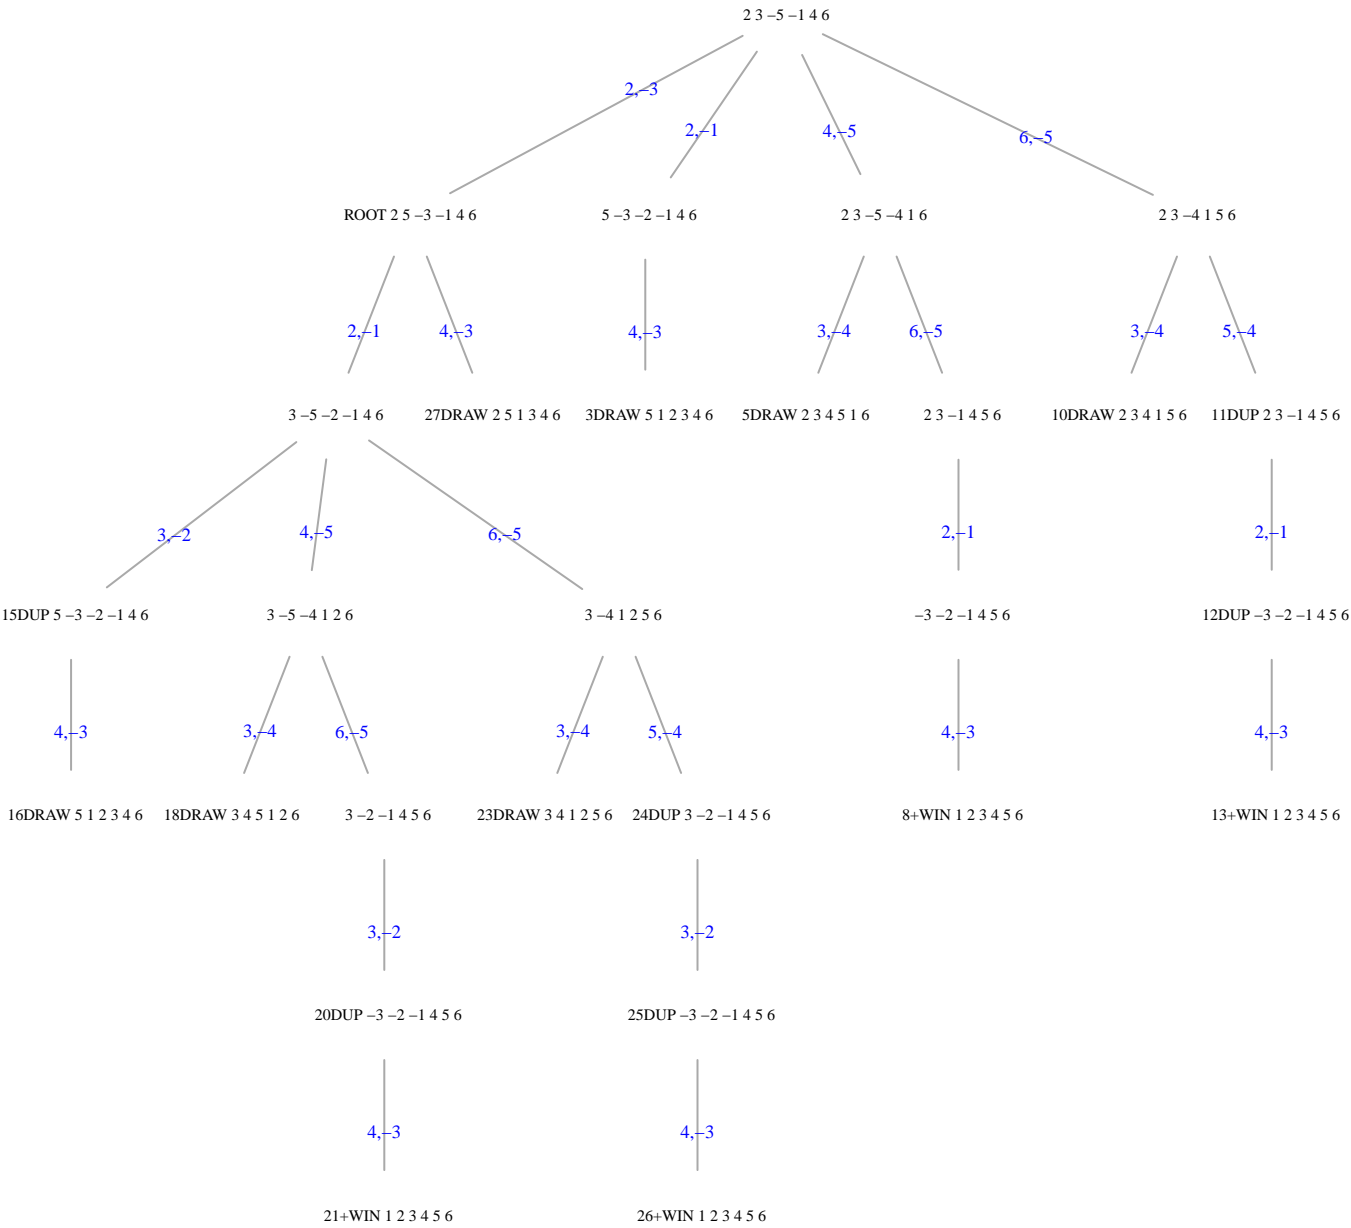 2 3 −5 −1 4 6
2,−3
2,−1
4,−5
6,−5
ROOT 2 5 −3 −1 4 6
5 −3 −2 −1 4 6
2 3 −5 −4 1 6
2 3 −4 1 5 6
2,−1
4,−3
4,−3
3,−4
6,−5
3,−4
5,−4
3 −5 −2 −1 4 6
27DRAW 2 5 1 3 4 6
3DRAW 5 1 2 3 4 6
5DRAW 2 3 4 5 1 6
2 3 −1 4 5 6
10DRAW 2 3 4 1 5 6
11DUP 2 3 −1 4 5 6
3,−2
4,−5
6,−5
2,−1
2,−1
15DUP 5 −3 −2 −1 4 6
3 −5 −4 1 2 6
3 −4 1 2 5 6
−3 −2 −1 4 5 6
12DUP −3 −2 −1 4 5 6
4,−3
3,−4
6,−5
3,−4
5,−4
4,−3
4,−3
16DRAW 5 1 2 3 4 6
18DRAW 3 4 5 1 2 6
3 −2 −1 4 5 6
23DRAW 3 4 1 2 5 6
24DUP 3 −2 −1 4 5 6
8+WIN 1 2 3 4 5 6
13+WIN 1 2 3 4 5 6
3,−2
3,−2
20DUP −3 −2 −1 4 5 6
25DUP −3 −2 −1 4 5 6
4,−3
4,−3
21+WIN 1 2 3 4 5 6
26+WIN 1 2 3 4 5 6